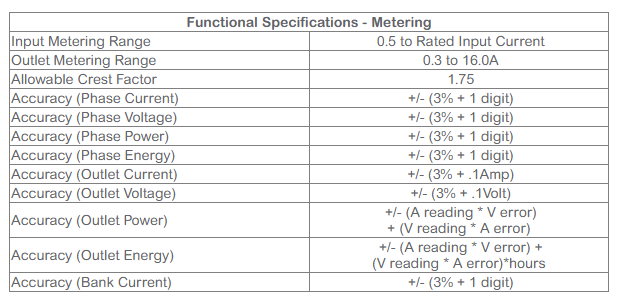 Functional Specifications - Metering
Input Metering Range 0.5 to Rated Input Current
Outlet Metering Range 0.3 to 16.0A
Allowable Crest Factor 1.75
Accuracy (Phase Current) +/- (3% + 1 digit)
Accuracy (Phase Voltage) +/- (3% + 1 digit)
Accuracy (Phase Power) +/- (3% + 1 digit)
Accuracy (Phase Energy) +/- (3% + 1 digit)
Accuracy (Outlet Current) +/- (3% + .1Amp)
Accuracy (Outlet Voltage) +/- (3% + .1Volt)
Accuracy (Outlet Power) +/- (A reading * V error)
+ (V reading * A error)
Accuracy (Outlet Energy) +/- (A reading * V error) +
(V reading * A error)*hours
Accuracy (Bank Current) +/- (3% + 1 digit)